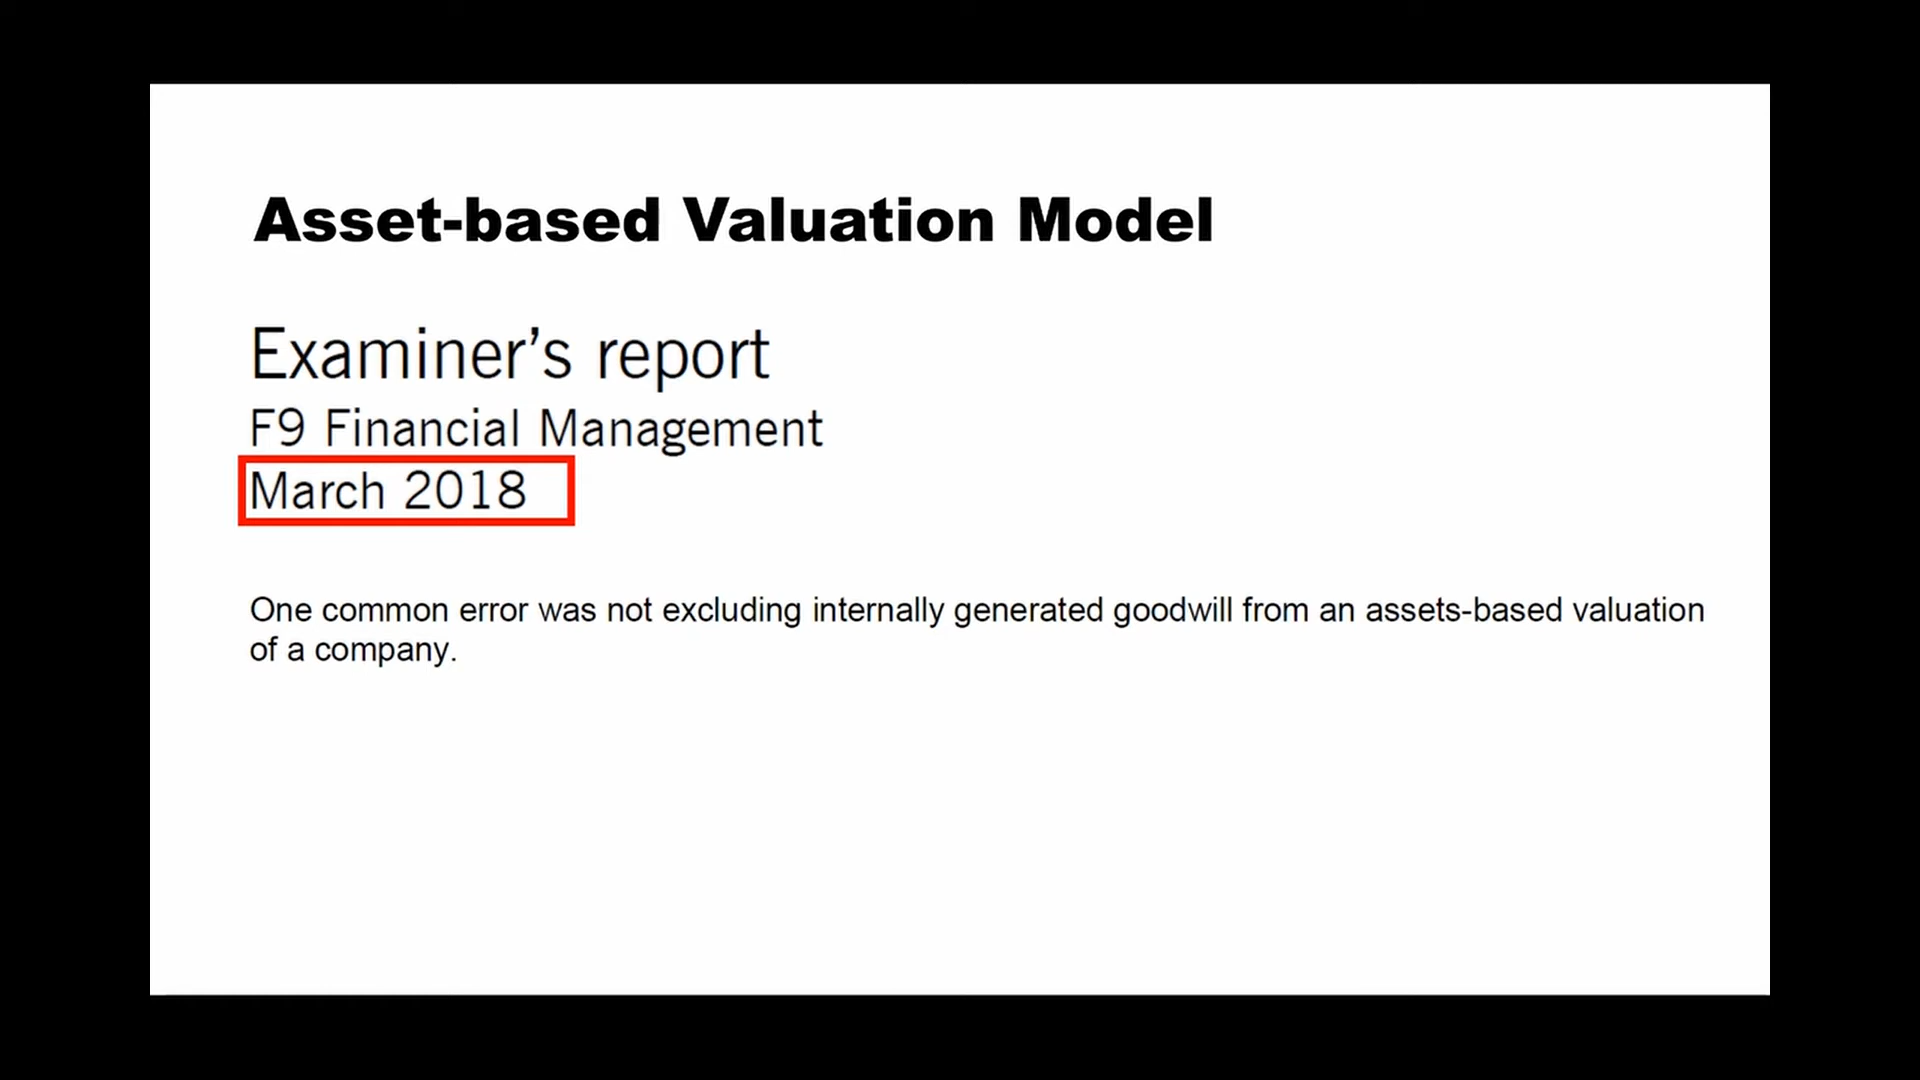 Asset-based Valuation Model
Examiner’s report
F9 Financial Management
March 2018
One common error was not excluding internally generated goodwill from an assets-based valuation
of a company.